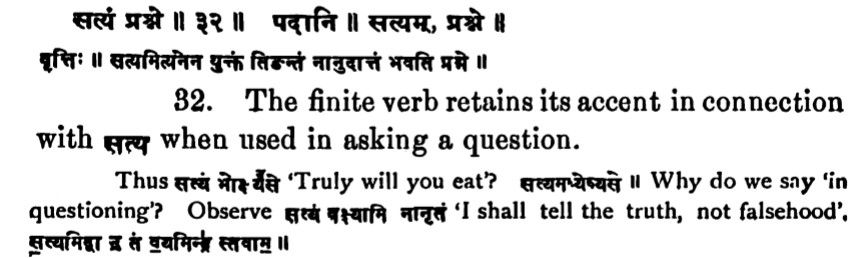 सत्यं प्रश्ने ॥ ३२ ॥ पदानि ॥ सत्यम्, प्रश्ने ॥
वृत्तिः ॥ सत्यमित्यनेन युक्तं तिङन्तं नानुदात्तं भवति प्रश्ने ॥
32. The finite verb retains its accent in connection
with सत्य when used in asking a question.
Thus सत्यं भोक्ष्यसे 'Truly will you eat? सत्यमध्येष्यसे ॥ Why do we say 'in
questioning'? Observe सत्यं वक्ष्यामि नानृतं 'I shall tell the truth, not falsehood'.
स॒त्यमिद्वा उ तं व॒यमिन्द्रं स्तवाम॒ ॥